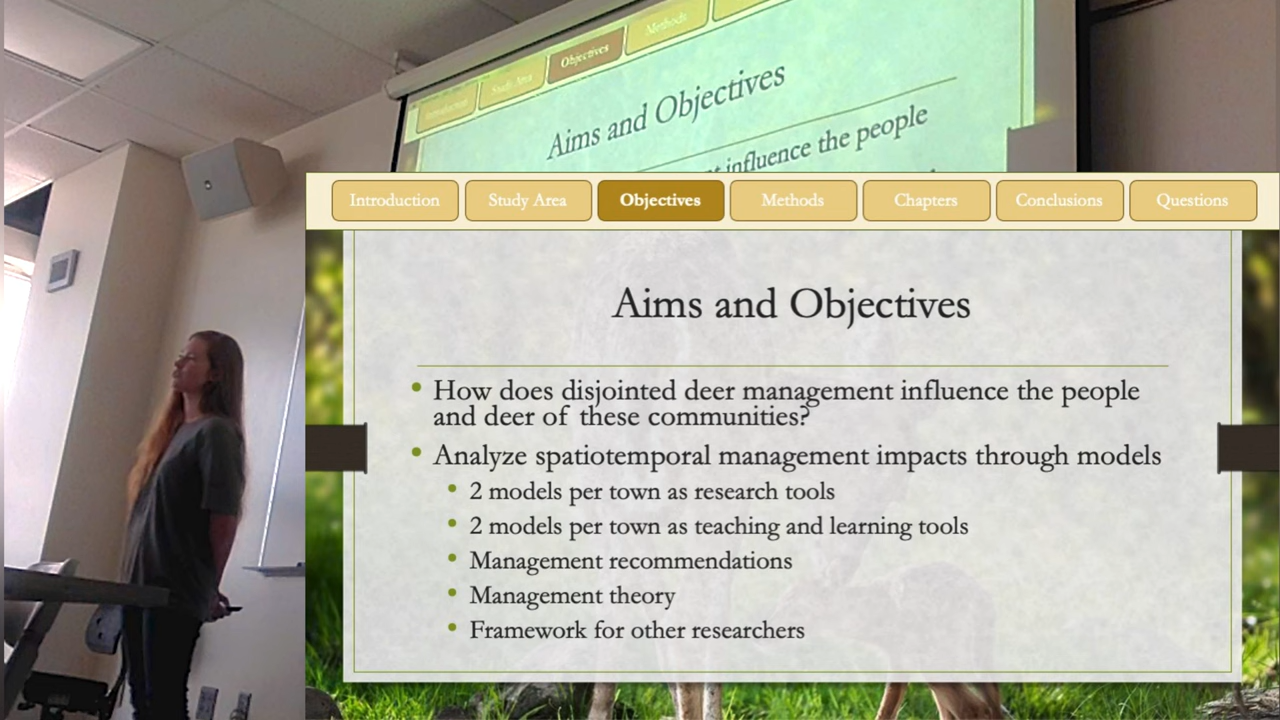 Introduction
Study Area
Objectives
Methods
Aims and Objectives
influence the people
Introduction
Study Area
Objectives
Methods
Chapters
Conclusions
Questions
Aims and Objectives
How does disjointed deer management influence the people
and deer of these communities?
Analyze spatiotemporal management impacts through models
2 models per town as research tools
2 models per town as teaching and learning tools
Management recommendations
Management theory
Framework for other researchers